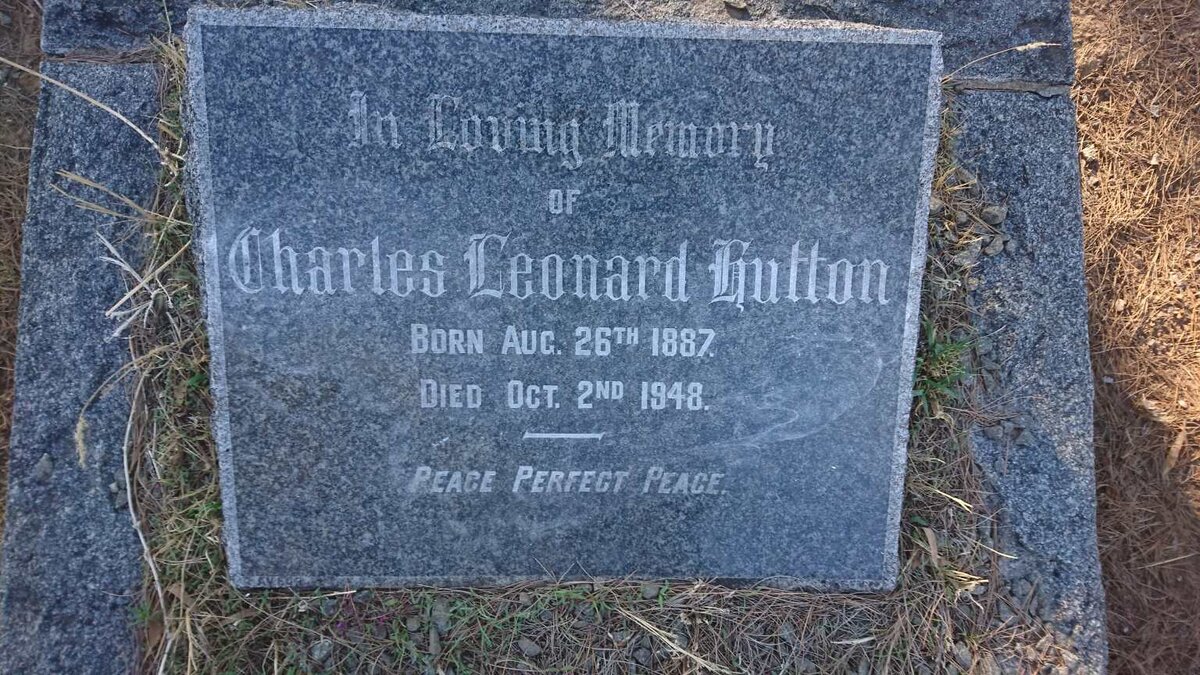 In Loving Memory
OF
Charles Leonard Hutton
BORN AUG. 26TH 1887.
DIED OCT. 2ND 1948.
PEACE PERFECT PEACE.